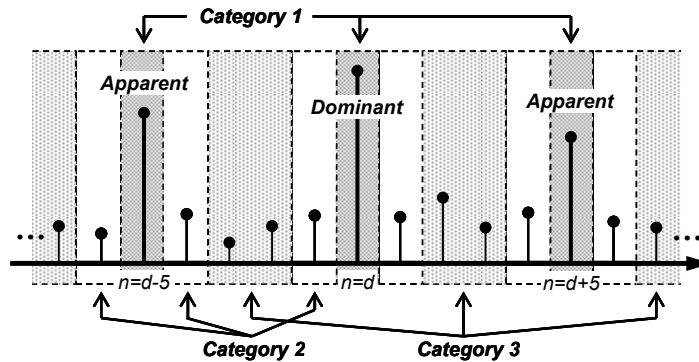 Category 1
Apparent
Dominant
Apparent
n=d-5
n=d
n=d+5
Category 2
Category 3